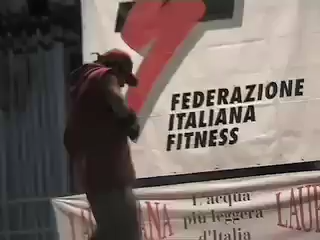 FEDERAZIONE
ITALIANA
FITNESS
L'acqua
più leggera
d'Italia